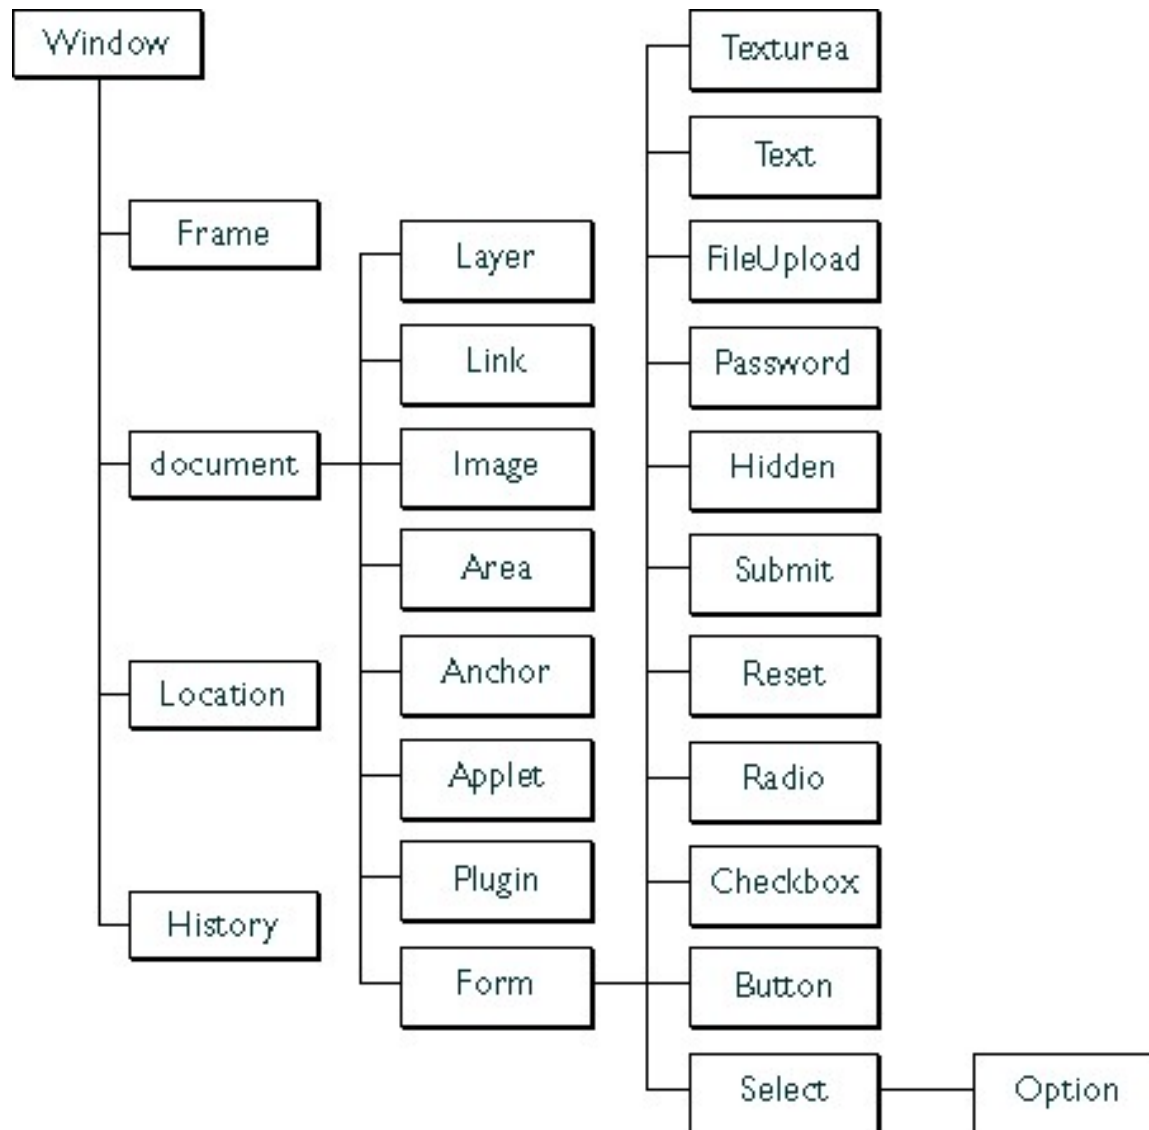 Window
Frame
document
Location
History
Layer
Link
Image
Area
Anchor
Applet
Plugin
Form
Texturea
Text
FileUpload
Password
Hidden
Submit
Reset
Radio
Checkbox
Button
Select
Option